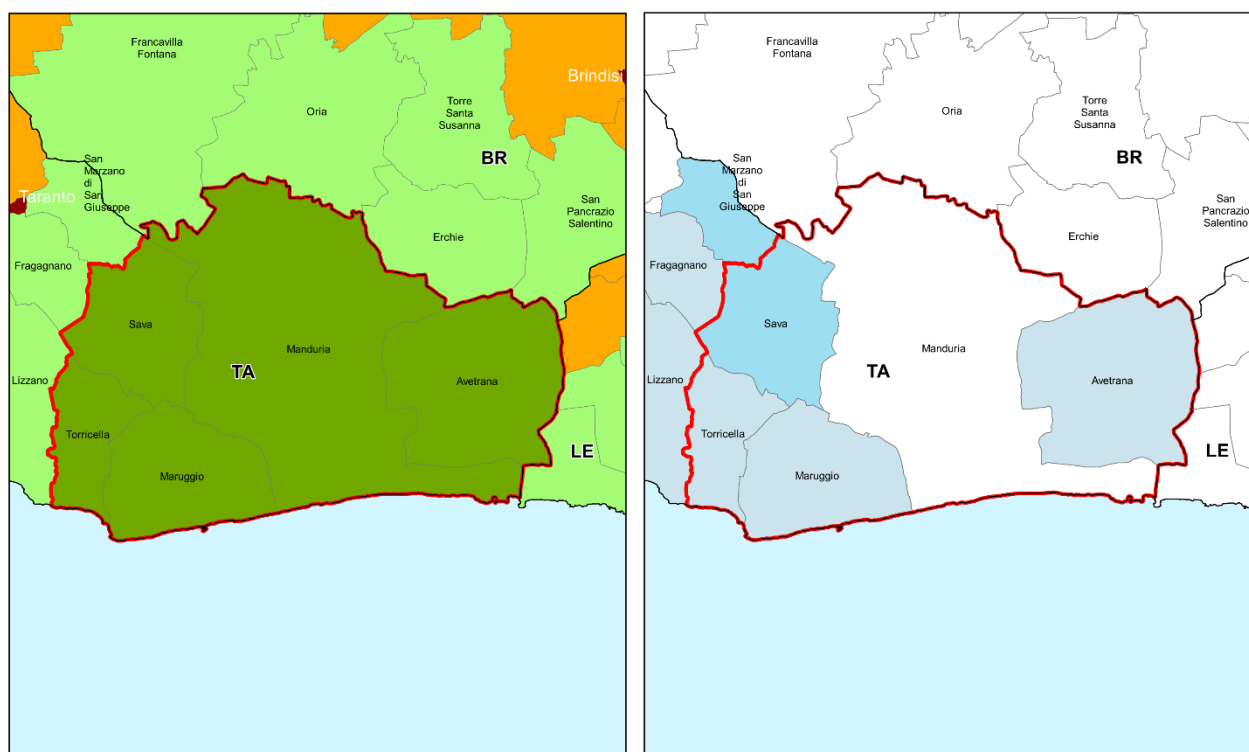 Francavilla
Fontana
Brindisi
Oria
Torre
Santa
Susanna
BR
San
Marzano
di
San
Giuseppe
Taranto
San
Pancrazio
Salentino
Erchie
Fragagnano
Sava
Manduria
TA
Avetrana
Lizzano
Torricella
LE
Maruggio
Francavilla
Fontana
Oria
Torre
Santa
Susanna
BR
San
Marzano
di
San
Giuseppe
San
Pancrazio
Salentino
Erchie
Fragagnano
Sava
Manduria
TA
Avetrana
Lizzano
Torricella
LE
Maruggio